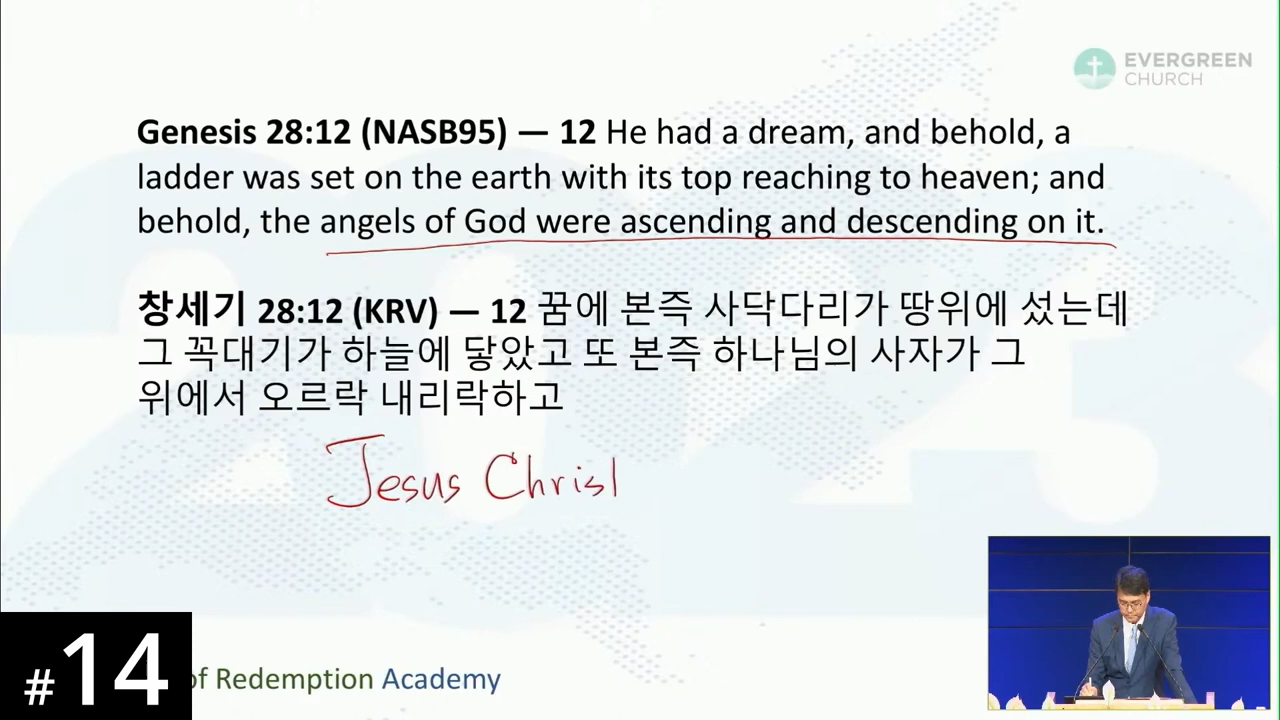 EVERGREEN
CHURCH
Genesis 28:12 (NASB95) — 12 He had a dream, and behold, a
ladder was set on the earth with its top reaching to heaven; and
behold, the angels of God were ascending and descending on it.
창세기 28:12 (KRV) — 12 꿈에 본즉 사닥다리가 땅위에 섰는데
그 꼭대기가 하늘에 닿았고 또 본즉 하나님의 사자가 그
위에서 오르락 내리락하고
Jesus Christ
#14
of Redemption Academy